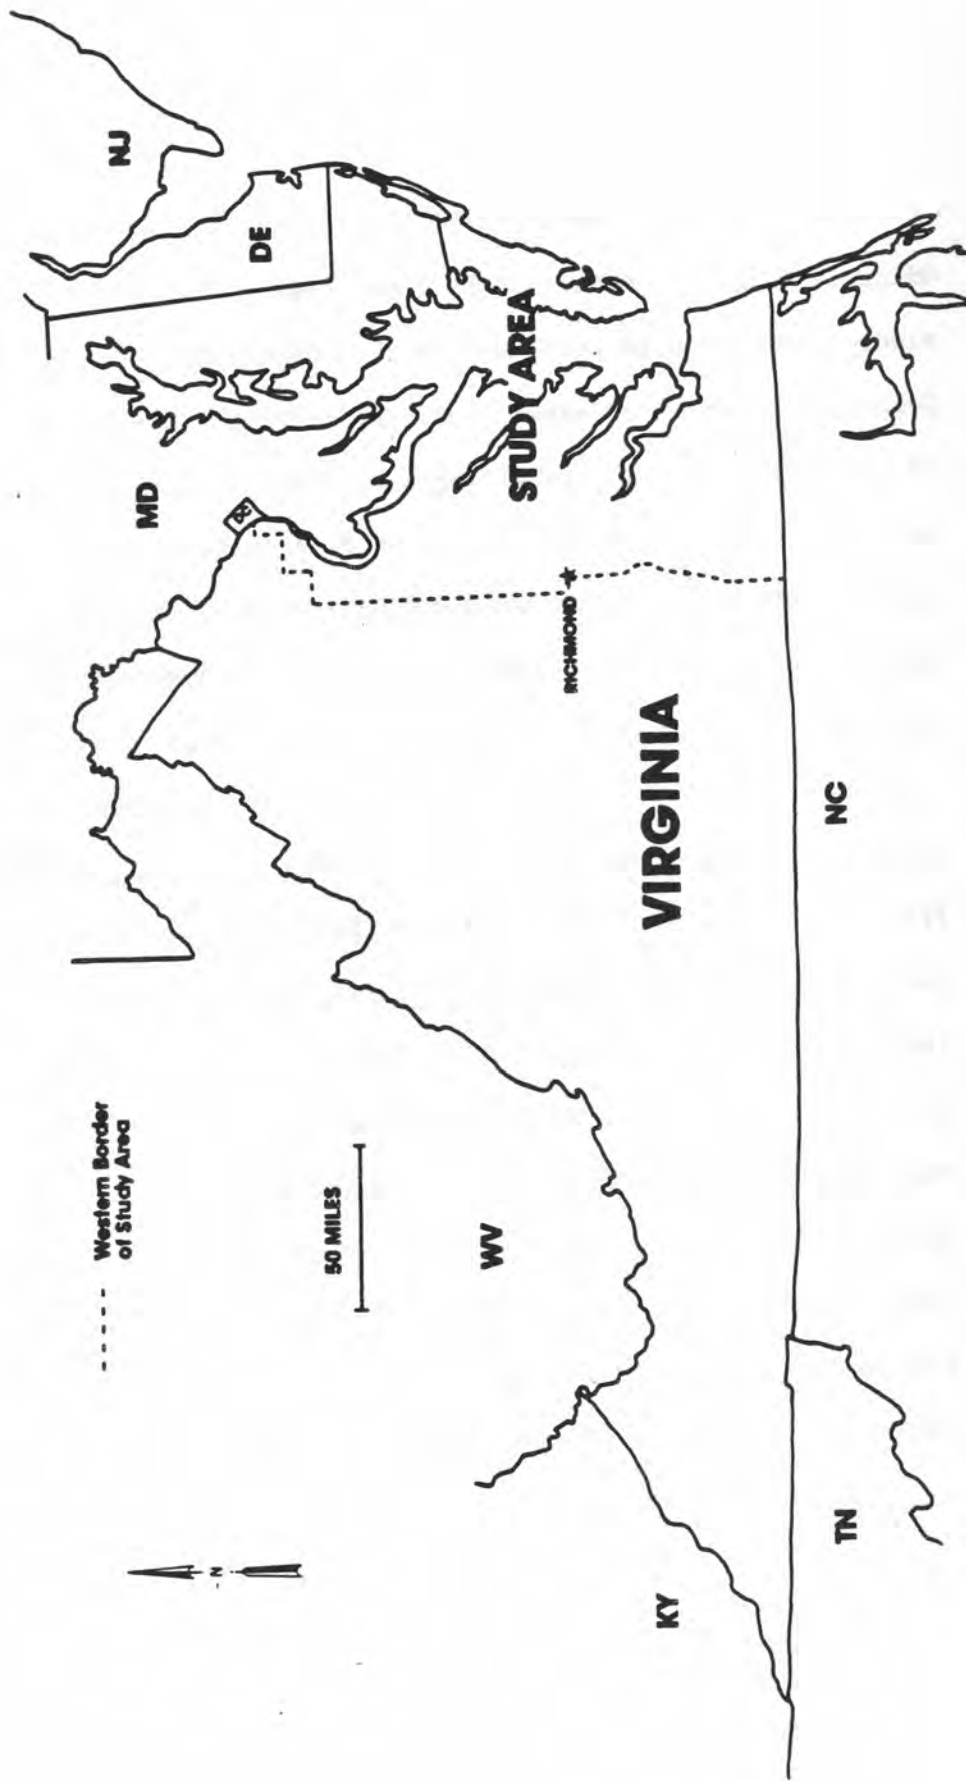 Western Border
of Study Area
NJ
MD
N
DE
50 MILES
WV
STUDY AREA
RICHMOND
VIRGINIA
KY
NC
TN